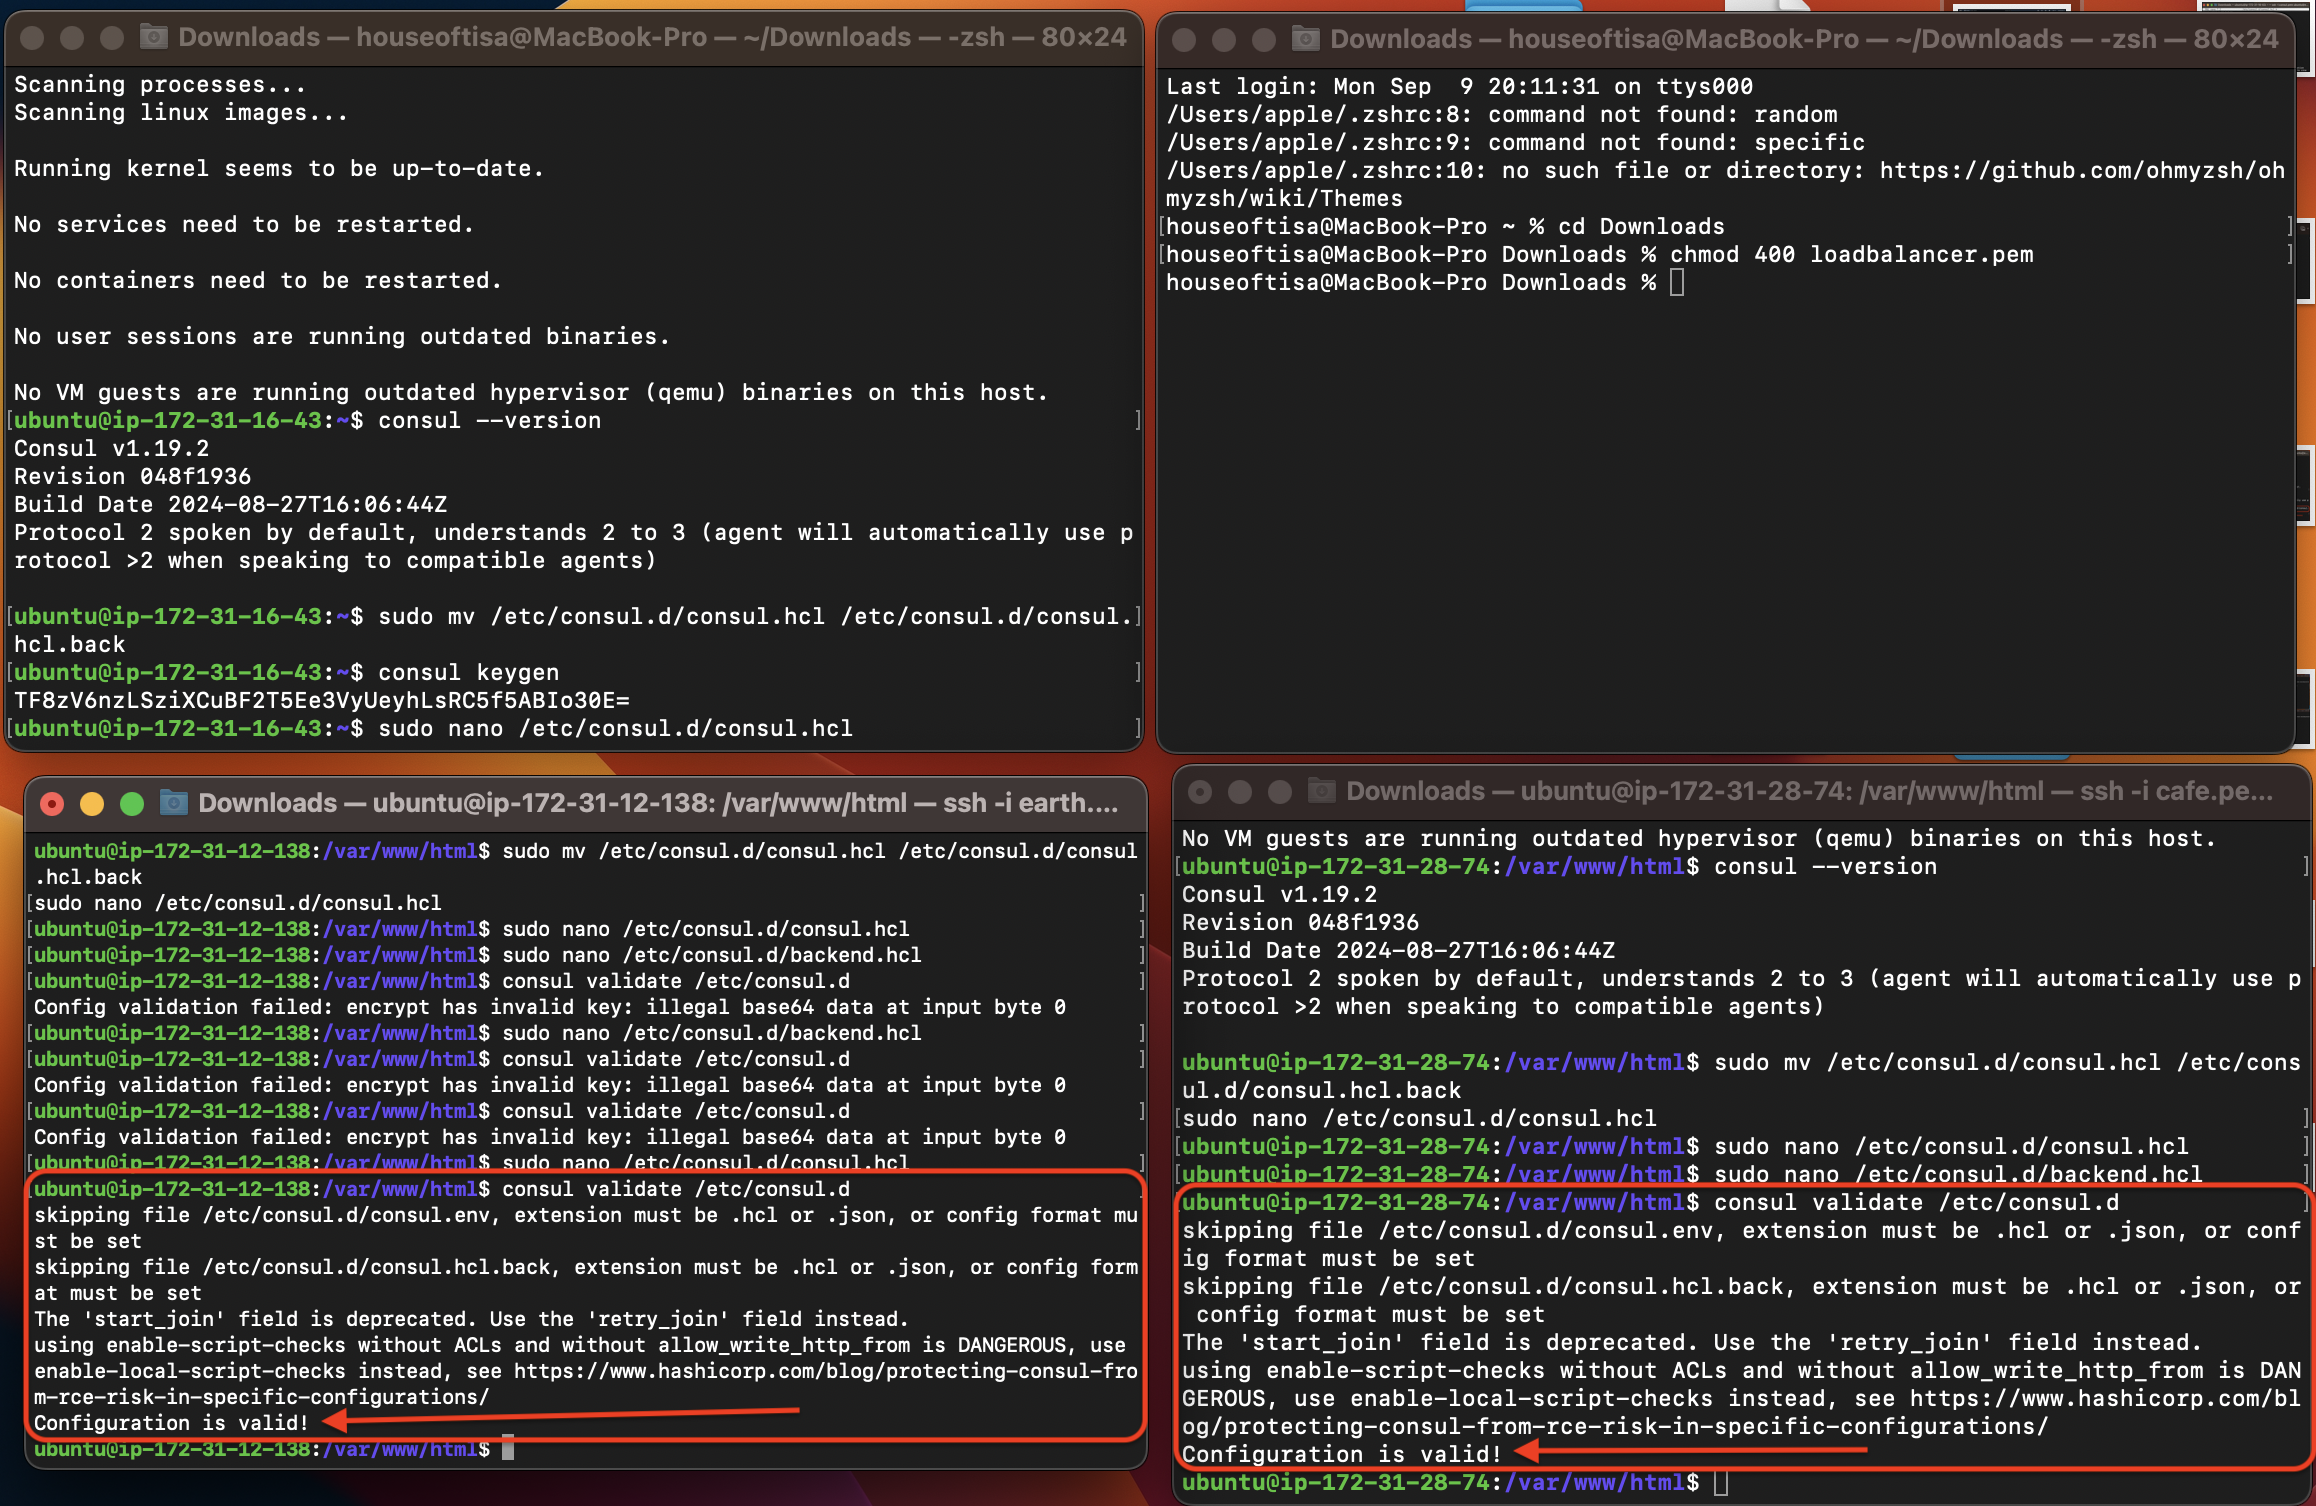 Downloads — houseoftisa@MacBook-Pro — ~/Downloads — -zsh — 80×24
Scanning processes...
Scanning linux images...
Running kernel seems to be up-to-date.
No services need to be restarted.
No containers need to be restarted.
No user sessions are running outdated binaries.
No VM guests are running outdated hypervisor (qemu) binaries on this host.
[ubuntu@ip-172-31-16-43:~$ consul --version ]
Consul v1.19.2
Revision 048f1936
Build Date 2024-08-27T16:06:44Z
Protocol 2 spoken by default, understands 2 to 3 (agent will automatically use p
rotocol >2 when speaking to compatible agents)
[ubuntu@ip-172-31-16-43:~$ sudo mv /etc/consul.d/consul.hcl /etc/consul.d/consul.]
hcl.back
[ubuntu@ip-172-31-16-43:~$ consul keygen ]
TF8zV6nzLSziXCuBF2T5Ee3VyUeyhLsRC5f5ABIo30E=
[ubuntu@ip-172-31-16-43:~$ sudo nano /etc/consul.d/consul.hcl ]
Downloads — houseoftisa@MacBook-Pro — ~/Downloads — -zsh — 80×24
Last login: Mon Sep  9 20:11:31 on ttys000
/Users/apple/.zshrc:8: command not found: random
/Users/apple/.zshrc:9: command not found: specific
/Users/apple/.zshrc:10: no such file or directory: https://github.com/ohmyzsh/oh
myzsh/wiki/Themes
[houseoftisa@MacBook-Pro ~ % cd Downloads ]
[houseoftisa@MacBook-Pro Downloads % chmod 400 loadbalancer.pem ]
houseoftisa@MacBook-Pro Downloads %
Downloads — ubuntu@ip-172-31-12-138: /var/www/html — ssh -i earth....
ubuntu@ip-172-31-12-138:/var/www/html$ sudo mv /etc/consul.d/consul.hcl /etc/consul.d/consul
.hcl.back
[sudo nano /etc/consul.d/consul.hcl ]
[ubuntu@ip-172-31-12-138:/var/www/html$ sudo nano /etc/consul.d/consul.hcl ]
[ubuntu@ip-172-31-12-138:/var/www/html$ sudo nano /etc/consul.d/backend.hcl ]
[ubuntu@ip-172-31-12-138:/var/www/html$ consul validate /etc/consul.d ]
Config validation failed: encrypt has invalid key: illegal base64 data at input byte 0
[ubuntu@ip-172-31-12-138:/var/www/html$ sudo nano /etc/consul.d/backend.hcl ]
[ubuntu@ip-172-31-12-138:/var/www/html$ consul validate /etc/consul.d ]
Config validation failed: encrypt has invalid key: illegal base64 data at input byte 0
[ubuntu@ip-172-31-12-138:/var/www/html$ consul validate /etc/consul.d ]
Config validation failed: encrypt has invalid key: illegal base64 data at input byte 0
[ubuntu@ip-172-31-12-138:/var/www/html$ sudo nano /etc/consul.d/consul.hcl ]
[ubuntu@ip-172-31-12-138:/var/www/html$ consul validate /etc/consul.d ]
skipping file /etc/consul.d/consul.env, extension must be .hcl or .json, or config format mu
st be set
skipping file /etc/consul.d/consul.hcl.back, extension must be .hcl or .json, or config form
at must be set
The 'start_join' field is deprecated. Use the 'retry_join' field instead.
using enable-script-checks without ACLs and without allow_write_http_from is DANGEROUS, use
enable-local-script-checks instead, see https://www.hashicorp.com/blog/protecting-consul-fro
m-rce-risk-in-specific-configurations/
Configuration is valid!
ubuntu@ip-172-31-12-138:/var/www/html$
Downloads — ubuntu@ip-172-31-28-74: /var/www/html — ssh -i cafe.pe...
No VM guests are running outdated hypervisor (qemu) binaries on this host.
[ubuntu@ip-172-31-28-74:/var/www/html$ consul --version ]
Consul v1.19.2
Revision 048f1936
Build Date 2024-08-27T16:06:44Z
Protocol 2 spoken by default, understands 2 to 3 (agent will automatically use p
rotocol >2 when speaking to compatible agents)
ubuntu@ip-172-31-28-74:/var/www/html$ sudo mv /etc/consul.d/consul.hcl /etc/cons
ul.d/consul.hcl.back
[sudo nano /etc/consul.d/consul.hcl ]
[ubuntu@ip-172-31-28-74:/var/www/html$ sudo nano /etc/consul.d/consul.hcl ]
[ubuntu@ip-172-31-28-74:/var/www/html$ sudo nano /etc/consul.d/backend.hcl ]
[ubuntu@ip-172-31-28-74:/var/www/html$ consul validate /etc/consul.d ]
skipping file /etc/consul.d/consul.env, extension must be .hcl or .json, or conf
ig format must be set
skipping file /etc/consul.d/consul.hcl.back, extension must be .hcl or .json, or
 config format must be set
The 'start_join' field is deprecated. Use the 'retry_join' field instead.
using enable-script-checks without ACLs and without allow_write_http_from is DAN
GEROUS, use enable-local-script-checks instead, see https://www.hashicorp.com/bl
og/protecting-consul-from-rce-risk-in-specific-configurations/
Configuration is valid!
ubuntu@ip-172-31-28-74:/var/www/html$